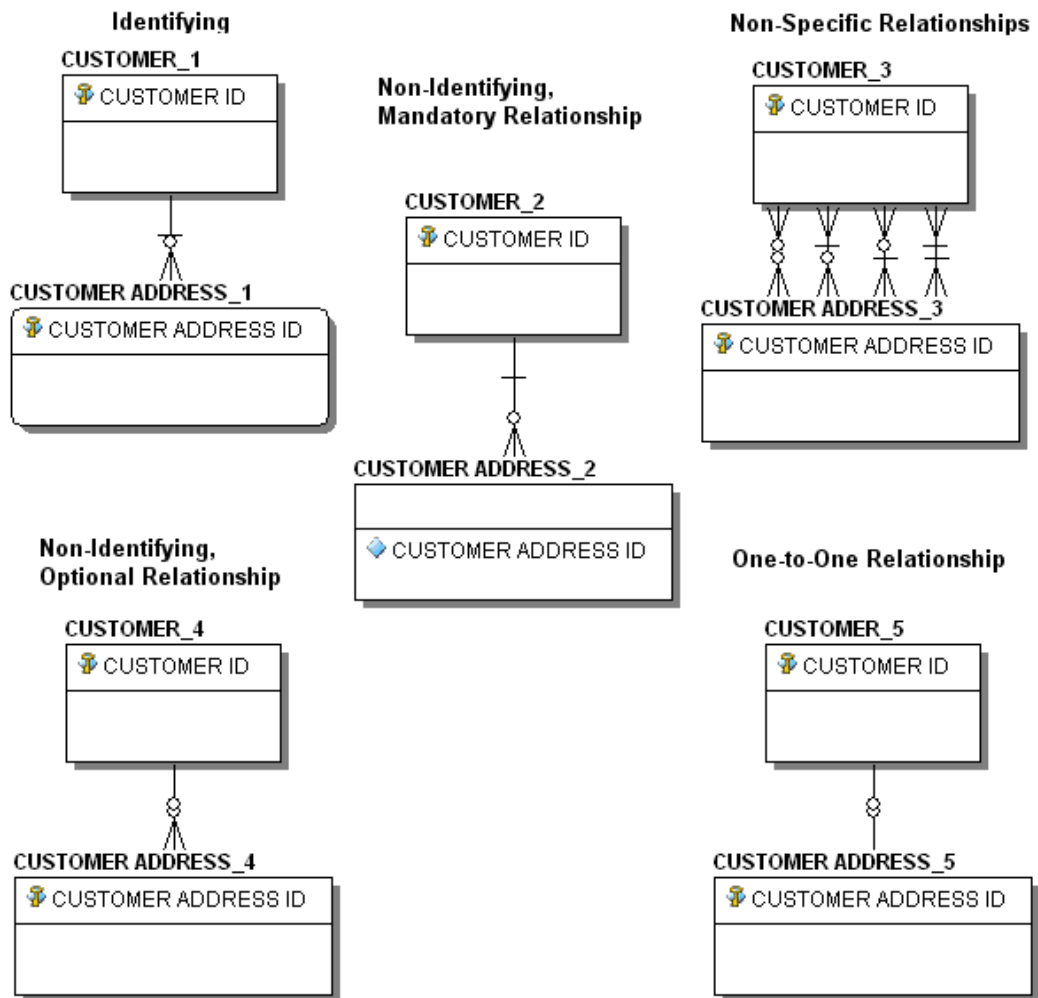 Identifying
CUSTOMER_1
CUSTOMER ID
CUSTOMER ADDRESS_1
CUSTOMER ADDRESS ID
Non-Identifying,
Mandatory Relationship
CUSTOMER_2
CUSTOMER ID
CUSTOMER ADDRESS_2
CUSTOMER ADDRESS ID
Non-Specific Relationships
CUSTOMER_3
CUSTOMER ID
CUSTOMER ADDRESS_3
CUSTOMER ADDRESS ID
Non-Identifying,
Optional Relationship
CUSTOMER_4
CUSTOMER ID
CUSTOMER ADDRESS_4
CUSTOMER ADDRESS ID
One-to-One Relationship
CUSTOMER_5
CUSTOMER ID
CUSTOMER ADDRESS_5
CUSTOMER ADDRESS ID